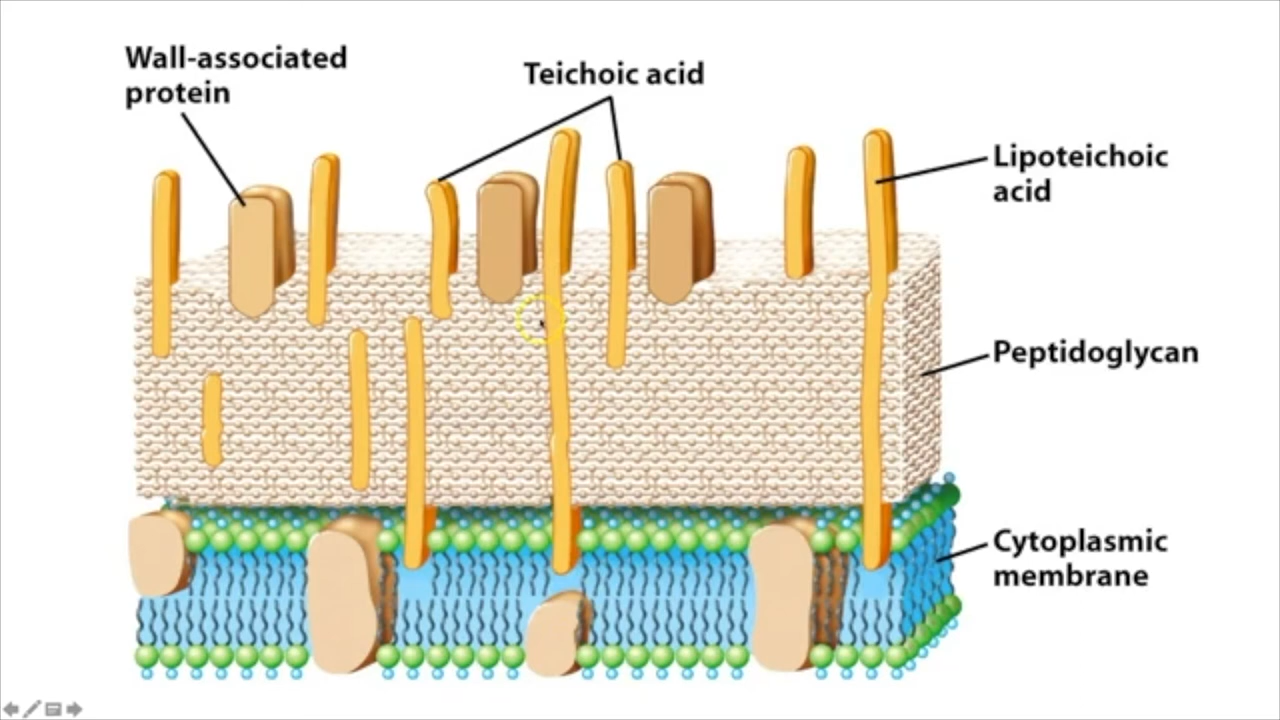 Wall-associated
protein
Teichoic acid
Lipoteichoic
acid
Peptidoglycan
Cytoplasmic
membrane